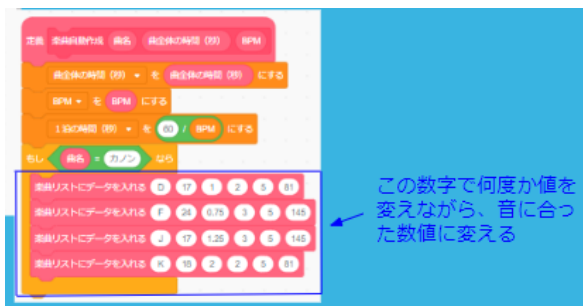 定義 楽曲自動作成 曲名 曲全体の時間（秒） BPM
曲全体の時間（秒） ▼ を 曲全体の時間（秒） にする
BPM ▼ を BPM にする
１拍の時間（秒） ▼ を 60 / BPM にする
もし 曲名 = カノン なら
楽曲リストにデータを入れる D 17 1 2 5 81
楽曲リストにデータを入れる F 24 0.75 3 5 145
楽曲リストにデータを入れる J 17 1.25 3 5 145
楽曲リストにデータを入れる K 18 2 2 5 81
この数字で何度か値を
変えながら、音に合っ
た数値に変える